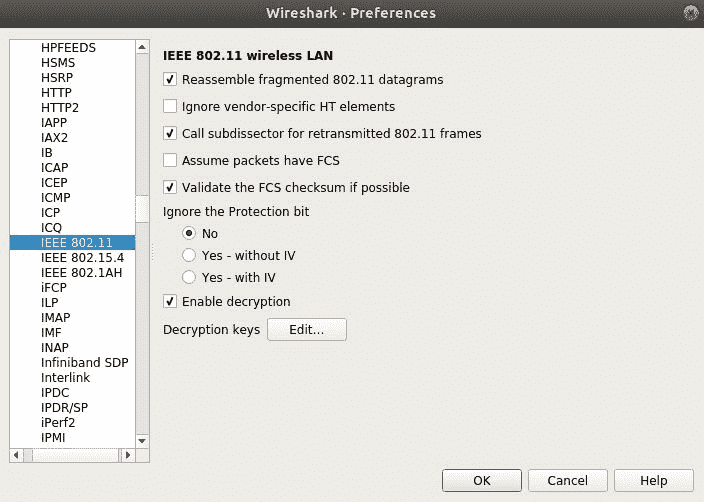 Wireshark · Preferences
HPFEEDS
HSMS
HSRP
HTTP
HTTP2
IAPP
IAX2
IB
ICAP
ICEP
ICMP
ICP
ICQ
IEEE 802.11
IEEE 802.15.4
IEEE 802.1AH
iFCP
ILP
IMAP
IMF
INAP
Infiniband SDP
Interlink
IPDC
IPDR/SP
iPerf2
IPMI
IEEE 802.11 wireless LAN
Reassemble fragmented 802.11 datagrams
Ignore vendor-specific HT elements
Call subdissector for retransmitted 802.11 frames
Assume packets have FCS
Validate the FCS checksum if possible
Ignore the Protection bit
No
Yes - without IV
Yes - with IV
Enable decryption
Decryption keys Edit...
OK Cancel Help